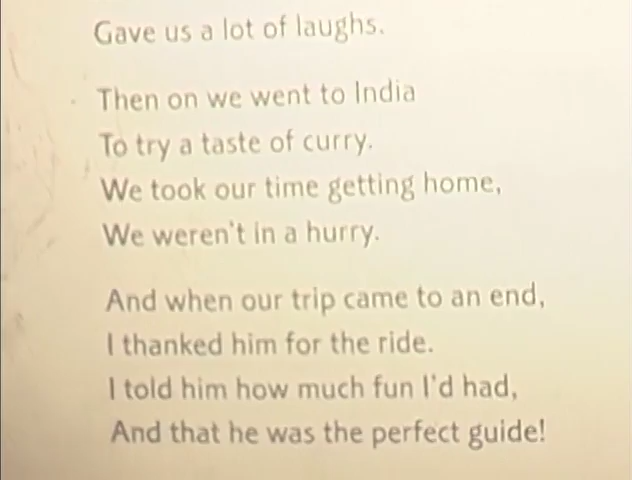 Gave us a lot of laughs.
Then on we went to India
To try a taste of curry.
We took our time getting home,
We weren't in a hurry.
And when our trip came to an end,
I thanked him for the ride.
I told him how much fun I'd had,
And that he was the perfect guide!